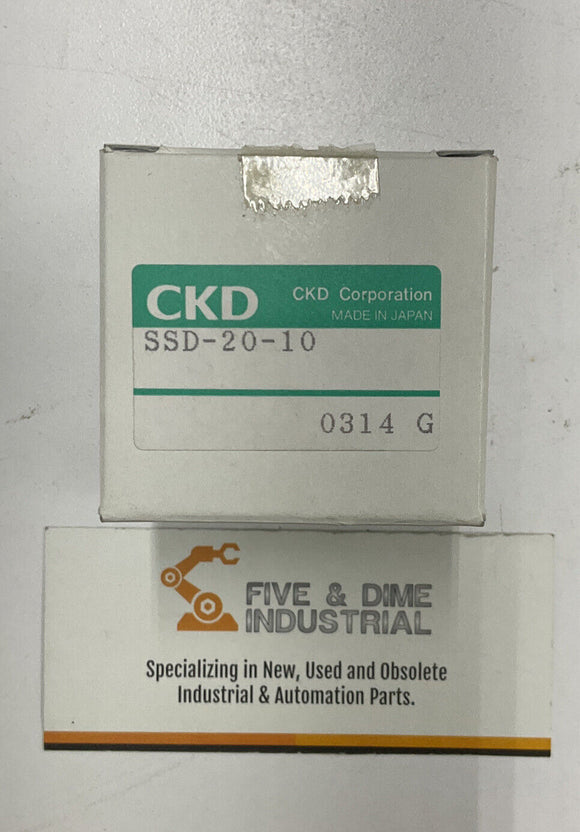 CKD
CKD Corporation
MADE IN JAPAN
SSD-20-10
0314 G
FIVE & DIME
INDUSTRIAL
Specializing in New, Used and Obsolete
Industrial & Automation Parts.